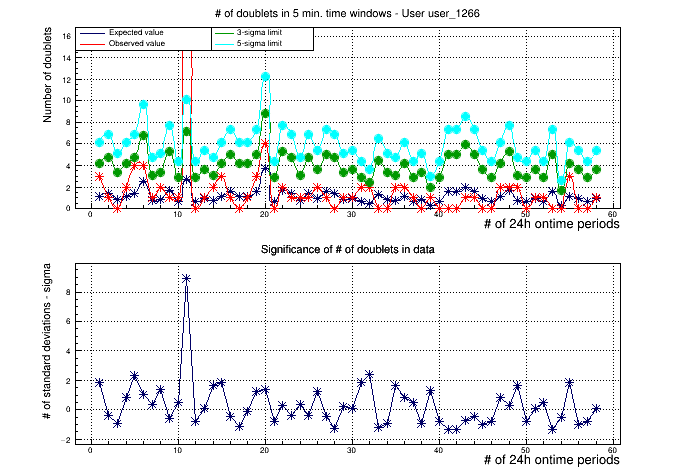 # of doublets in 5 min. time windows - User user_1266
Number of doublets
Expected value
Observed value
3-sigma limit
5-sigma limit
16
14
12
10
8
6
4
2
0
0 10 20 30 40 50 60
# of 24h ontime periods
Significance of # of doublets in data
# of standard deviations - sigma
8
6
4
2
0
-2
0 10 20 30 40 50 60
# of 24h ontime periods